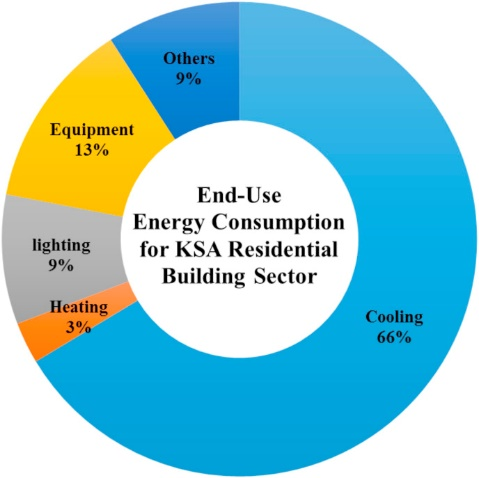 Others
9%
Equipment
13%
End-Use
Energy Consumption
for KSA Residential
Building Sector
lighting
9%
Heating
3%
Cooling
66%